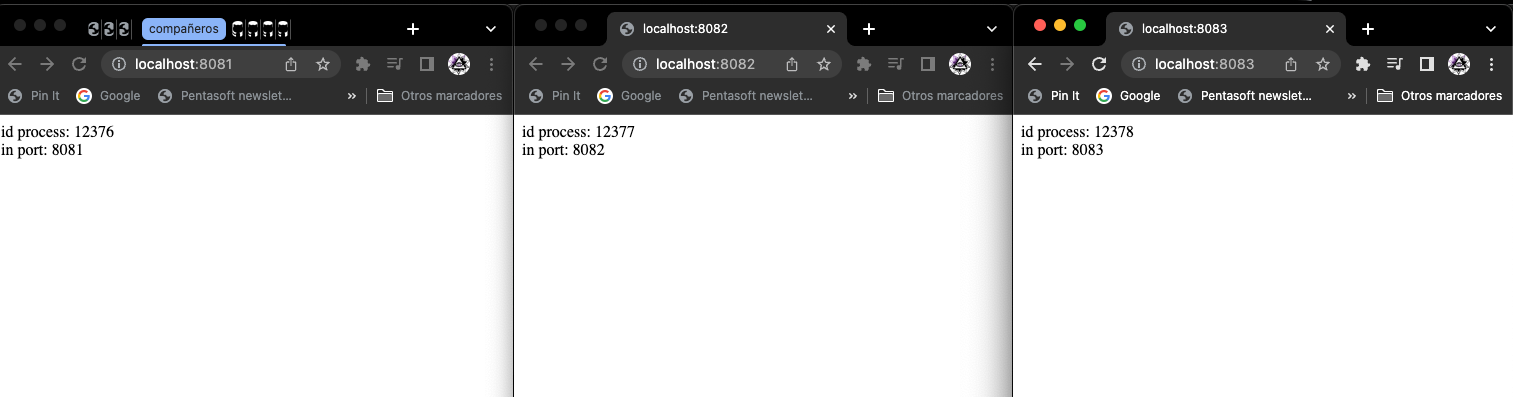 compañeros
localhost:8081
Pin It Google Pentasoft newslet... » Otros marcadores
id process: 12376
in port: 8081
localhost:8082
localhost:8082
Pin It Google Pentasoft newslet... » Otros marcadores
id process: 12377
in port: 8082
localhost:8083
localhost:8083
Pin It Google Pentasoft newslet... » Otros marcadores
id process: 12378
in port: 8083